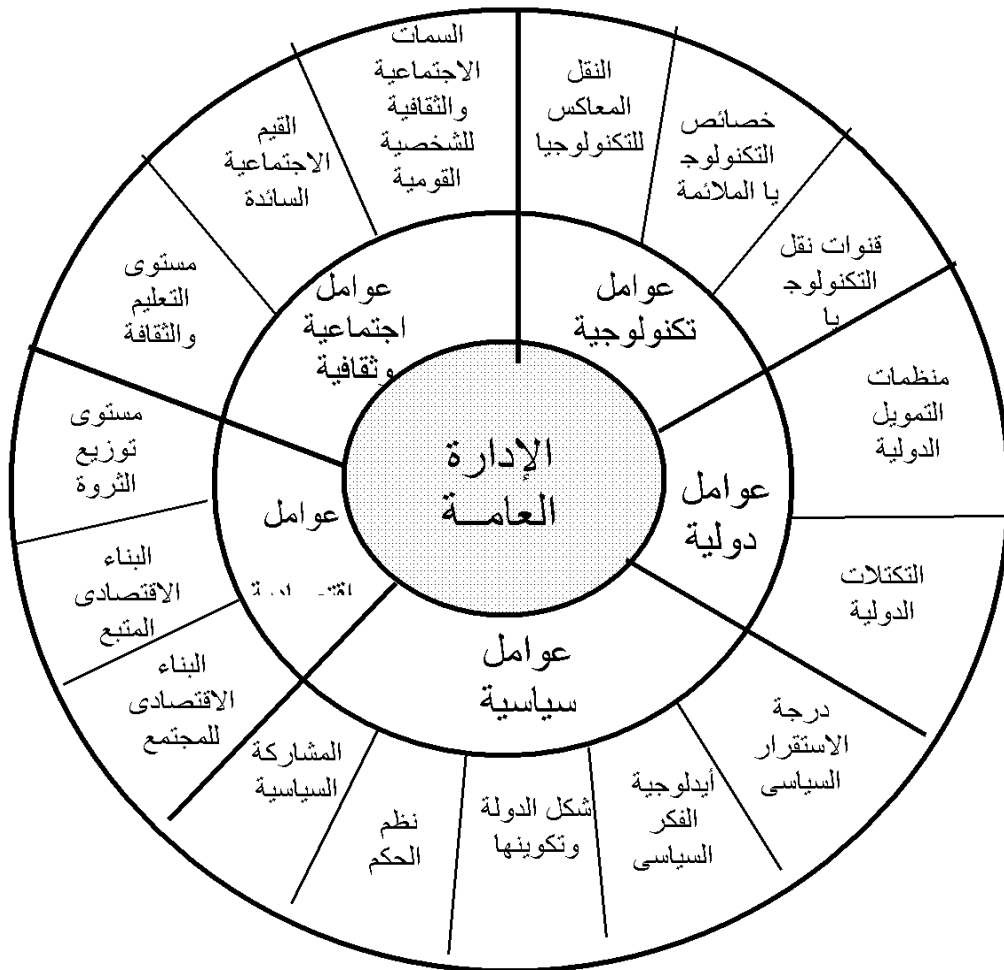 السمات
الاجتماعية
والثقافية
للشخصية
القومية
النقل
المعاكس
للتكنولوجيا
خصائص
التكنولوج
يا الملائمة
قنوات نقل
التكنولوج
يا
القيم
الاجتماعية
السائدة
مستوى
التعليم
والثقافة
عوامل
اجتماعية
وثقافية
عوامل
تكنولوجية
منظمات
التمويل
الدولية
مستوى
توزيع
الثروة
الإدارة
العامــة
عوامل
دولية
عوامل
التكتلات
الدولية
البناء
الاقتصادى
المتبع
عوامل
سياسية
البناء
الاقتصادى
للمجتمع
درجة
الاستقرار
السياسى
أيدلوجية
الفكر
السياسى
شكل الدولة
وتكوينها
نظم
الحكم
المشاركة
السياسية